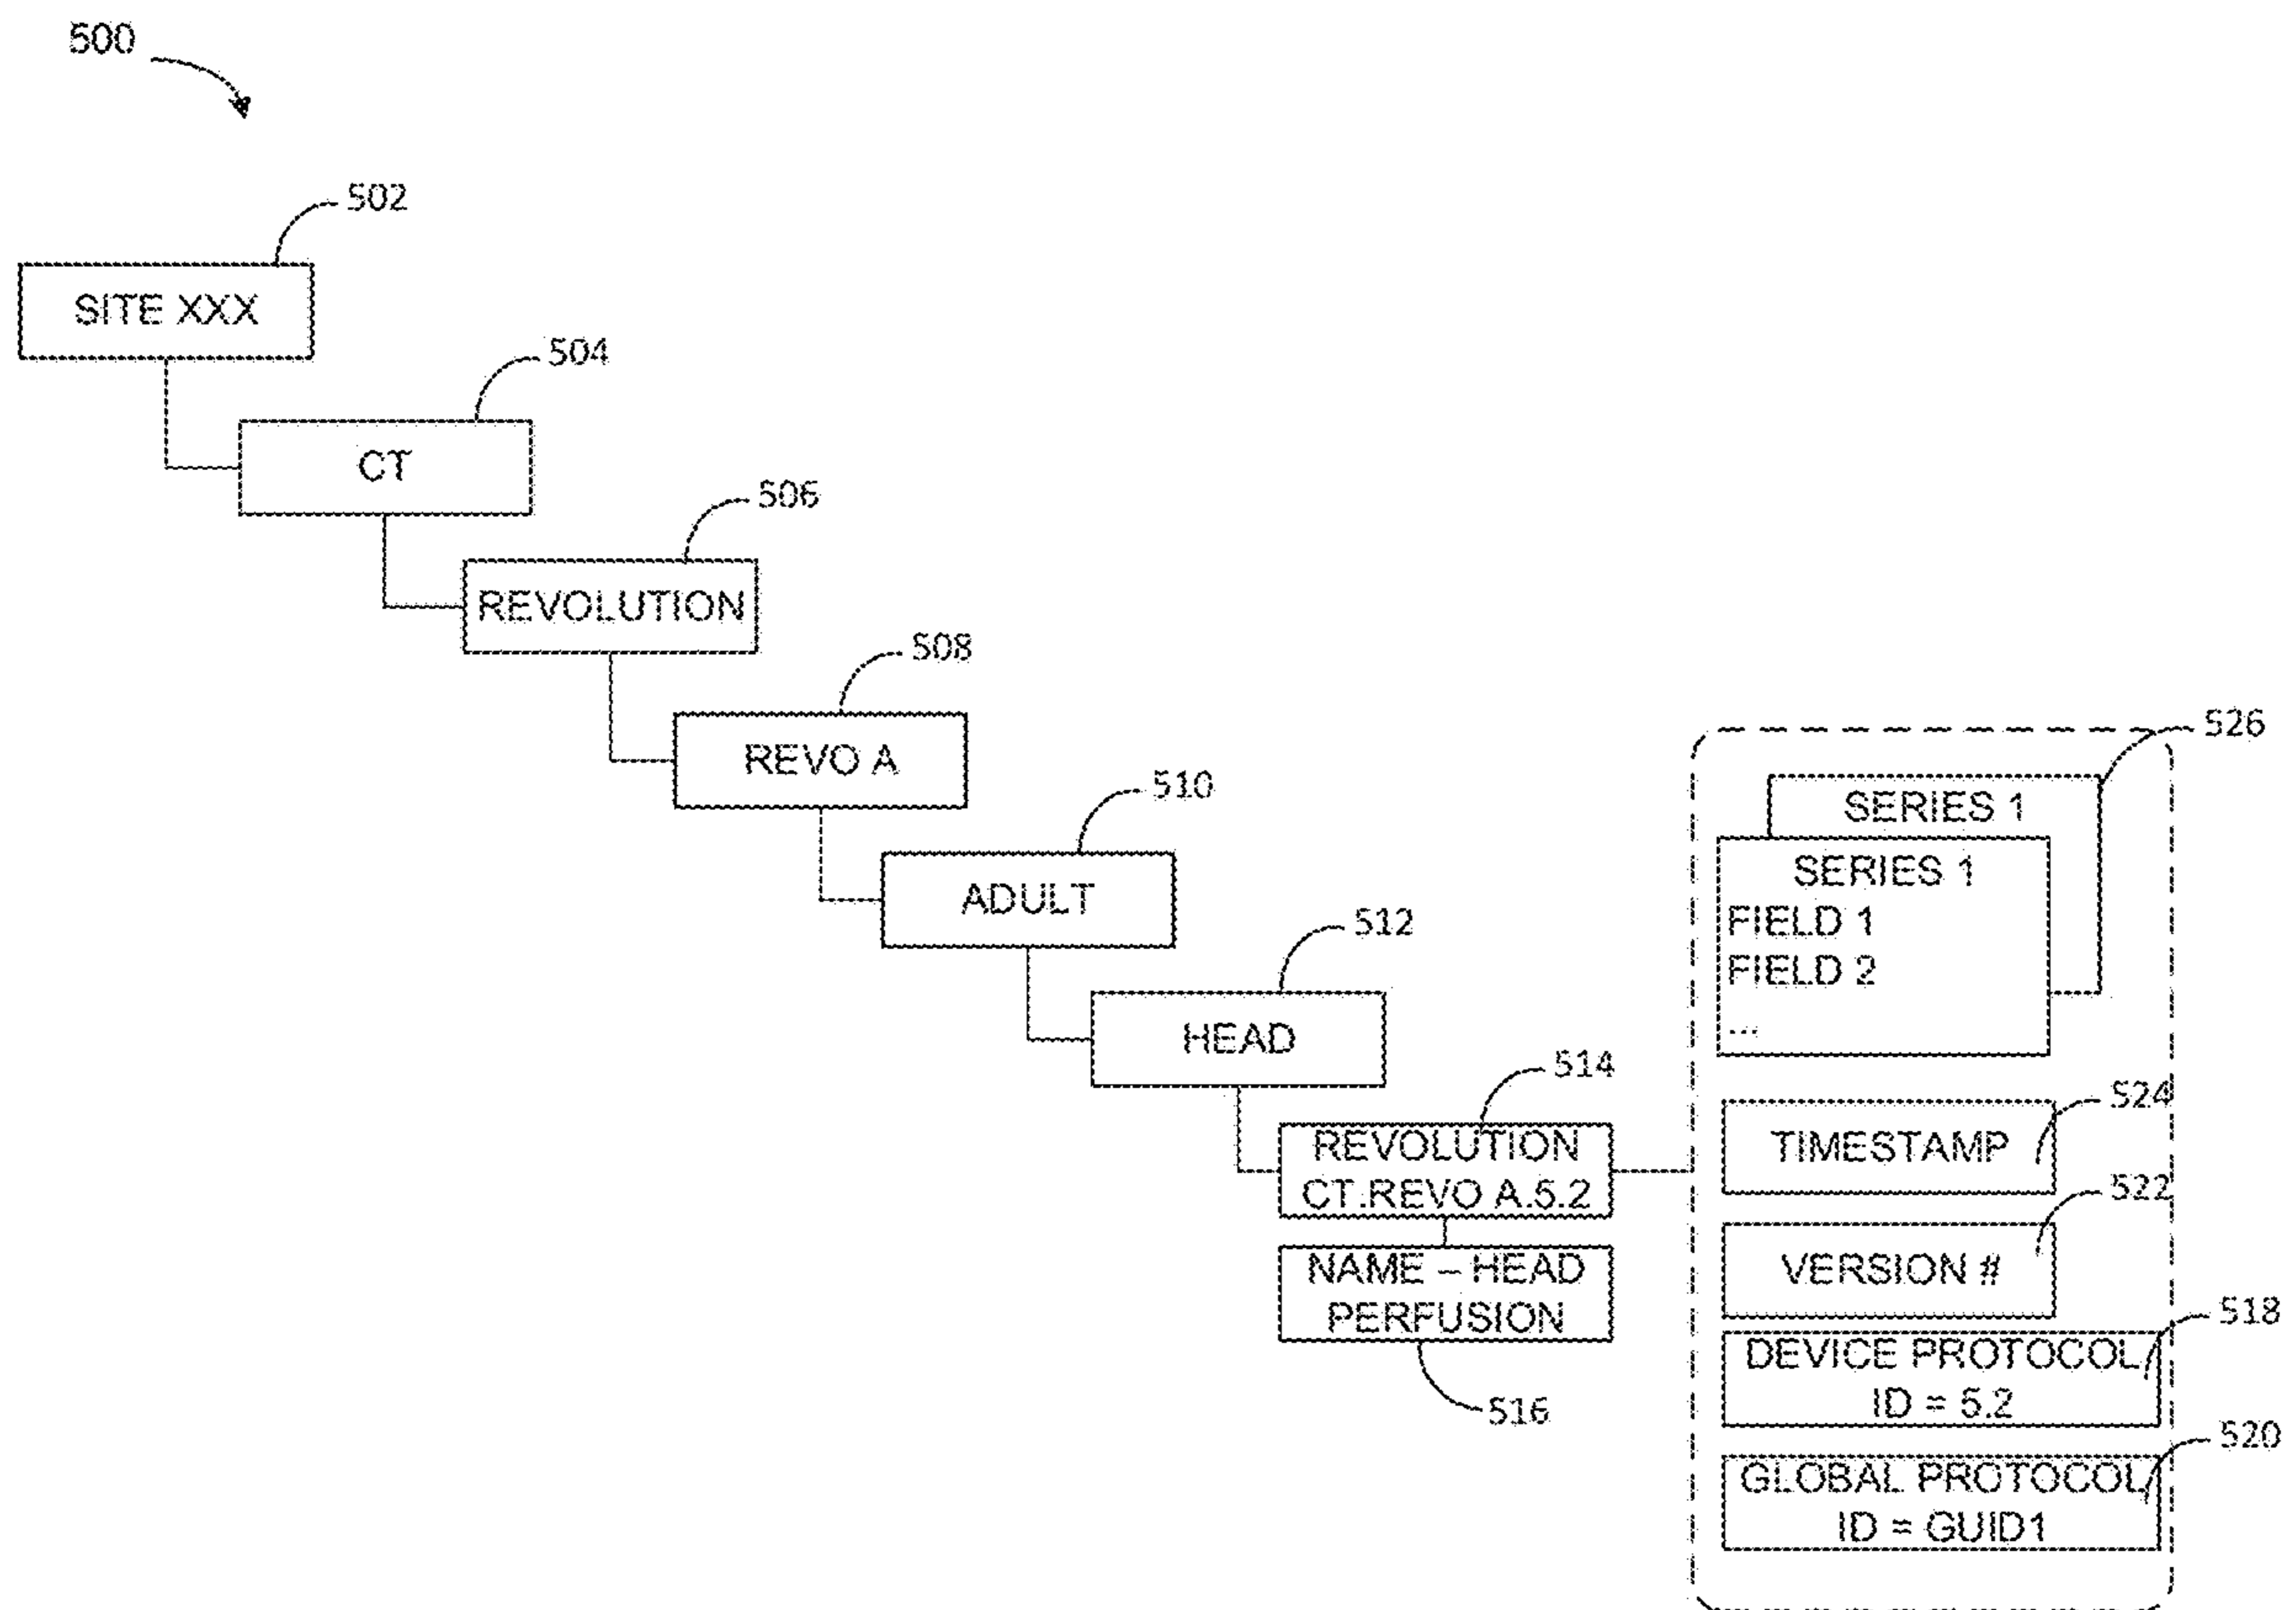 500
502
SITE XXX
504
CT
506
REVOLUTION
508
REVO A
510
ADULT
512
HEAD
514
REVOLUTION
CT.REVO A.5.2
NAME – HEAD
PERFUSION
516
526
SERIES 1
SERIES 1
FIELD 1
FIELD 2
...
524
TIMESTAMP
522
VERSION #
518
DEVICE PROTOCOL
ID = 5.2
520
GLOBAL PROTOCOL
ID = GUID1